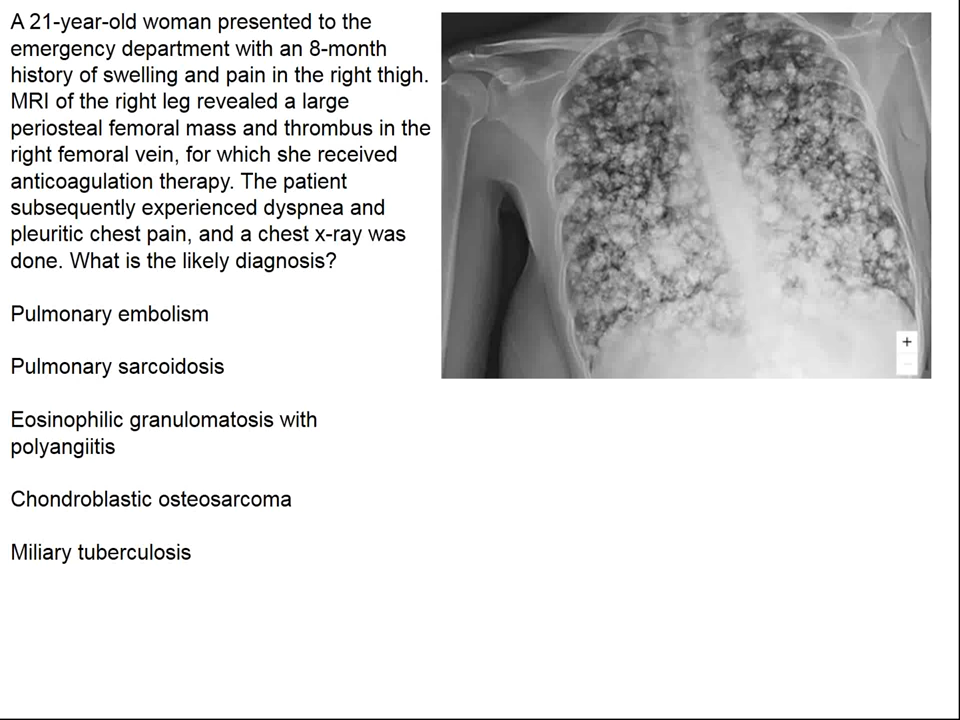 A 21-year-old woman presented to the
emergency department with an 8-month
history of swelling and pain in the right thigh.
MRI of the right leg revealed a large
periosteal femoral mass and thrombus in the
right femoral vein, for which she received
anticoagulation therapy. The patient
subsequently experienced dyspnea and
pleuritic chest pain, and a chest x-ray was
done. What is the likely diagnosis?
Pulmonary embolism
Pulmonary sarcoidosis
Eosinophilic granulomatosis with
polyangiitis
Chondroblastic osteosarcoma
Miliary tuberculosis
+